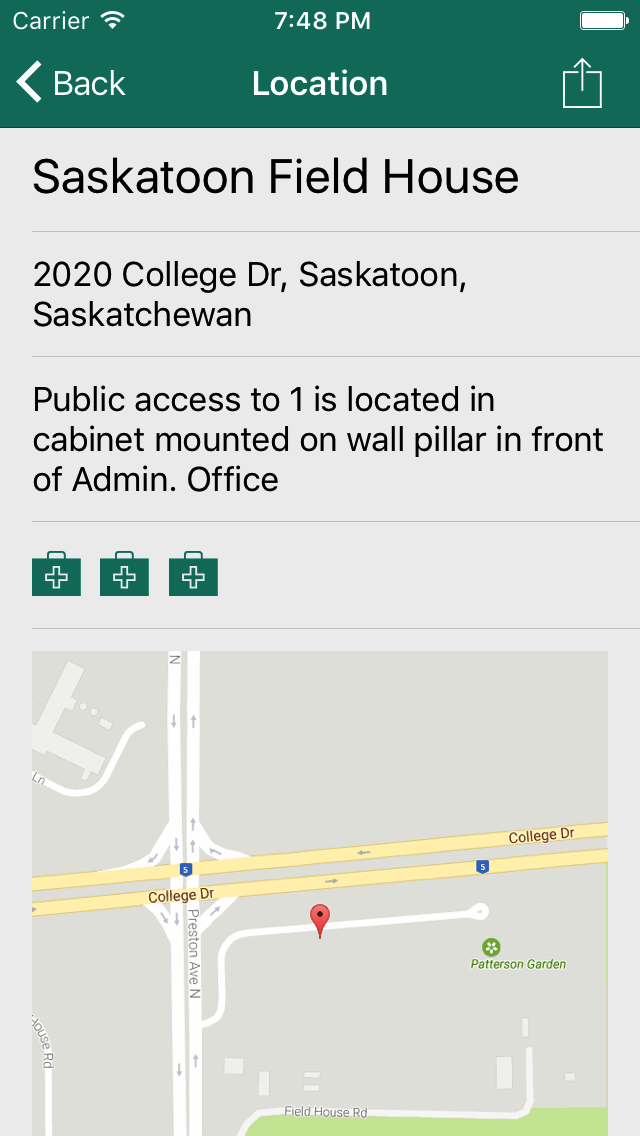 Carrier 7:48 PM
Back Location
Saskatoon Field House
2020 College Dr, Saskatoon,
Saskatchewan
Public access to 1 is located in
cabinet mounted on wall pillar in front
of Admin. Office
N
Ln
College Dr
5
5
College Dr
Preston Ave N
Patterson Garden
House Rd
Field House Rd